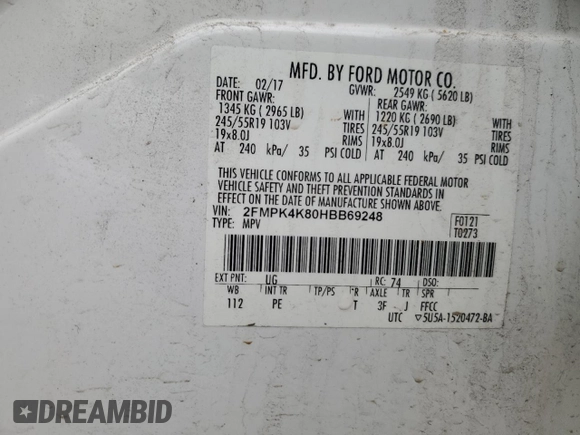 MFD. BY FORD MOTOR CO.
DATE: 02/17 GVWR: 2549 KG ( 5620 LB)
FRONT GAWR: REAR GAWR:
1345 KG ( 2965 LB) WITH 1220 KG ( 2690 LB) WITH
245/55R19 103V TIRES 245/55R19 103V TIRES
19x8.0J RIMS 19x8.0J RIMS
AT 240 kPa/ 35 PSI COLD AT 240 kPa/ 35 PSI COLD
THIS VEHICLE CONFORMS TO ALL APPLICABLE FEDERAL MOTOR
VEHICLE SAFETY AND THEFT PREVENTION STANDARDS IN
EFFECT ON THE DATE OF MANUFACTURE SHOWN ABOVE.
VIN: 2FMPK4K80HBB69248 F0121
TYPE: MPV T0273
EXT PNT: UG RC: 74 DSO:
WB INT TR TP/PS R AXLE TR SPR
112 PE T 3F J FFCC
UTC 5U5A-1520472-BA
DREAMBID